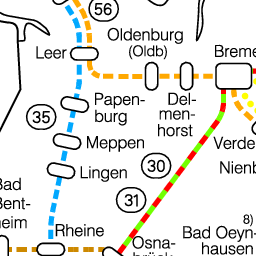 56
Oldenburg
(Oldb)
Leer
Breme
Papen-
burg
Del-
men-
horst
35
Verde
Meppen
30
Nienb
Lingen
Bad
Bent-
heim
31
8)
Rheine
Bad Oeyn-
hausen
Osna-
brück